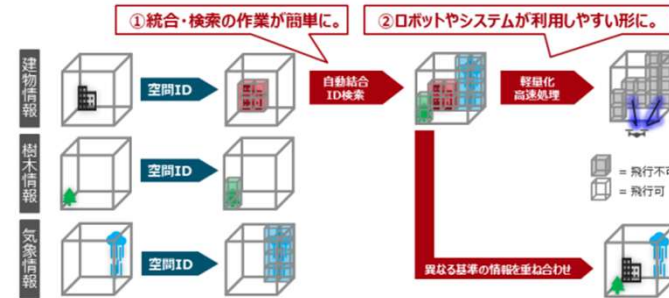 ①統合・検索の作業が簡単に。
②ロボットやシステムが利用しやすい形に。
建物情報
空間ID
自動結合
ID検索
軽量化
高速処理
樹木情報
空間ID
= 飛行不可
= 飛行可
気象情報
空間ID
異なる基準の情報を重ね合わせ